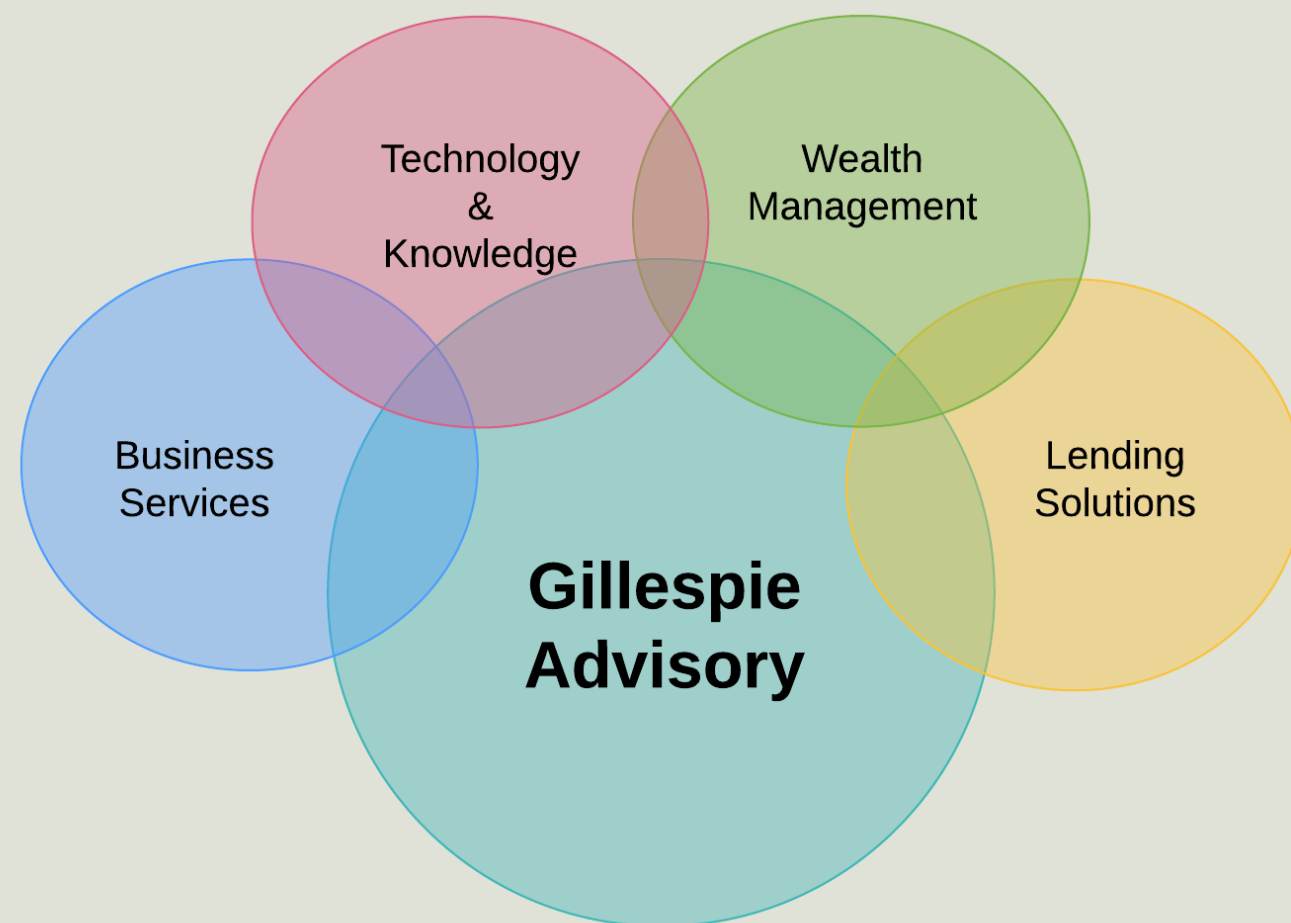 Technology
&
Knowledge
Wealth
Management
Business
Services
Lending
Solutions
Gillespie
Advisory